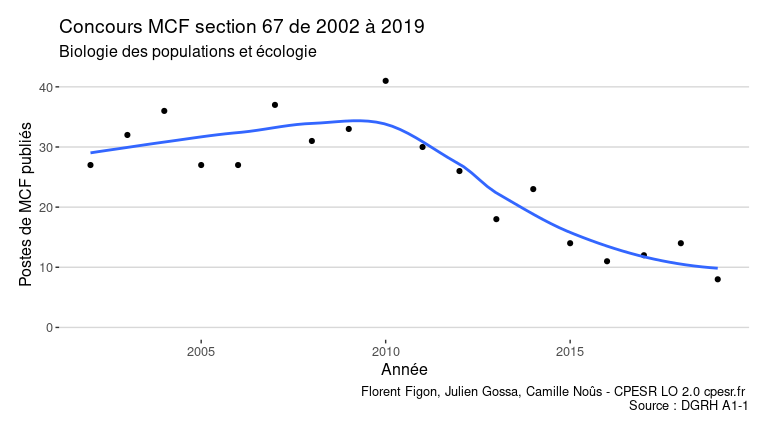 Concours MCF section 67 de 2002 à 2019
Biologie des populations et écologie
Postes de MCF publiés
40
30
20
10
0
2005 2010 2015
Année
Florent Figon, Julien Gossa, Camille Noûs - CPESR LO 2.0 cpesr.fr
Source : DGRH A1-1